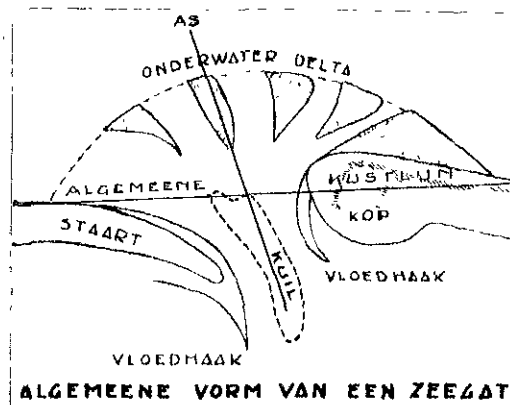 AS
ONDERWATER DELTA
ALGEMEENE KUSTLIJN
STAART
KOP
KUIL
VLOEDHAAK
VLOEDHAAK
ALGEMEENE VORM VAN EEN ZEEGAT